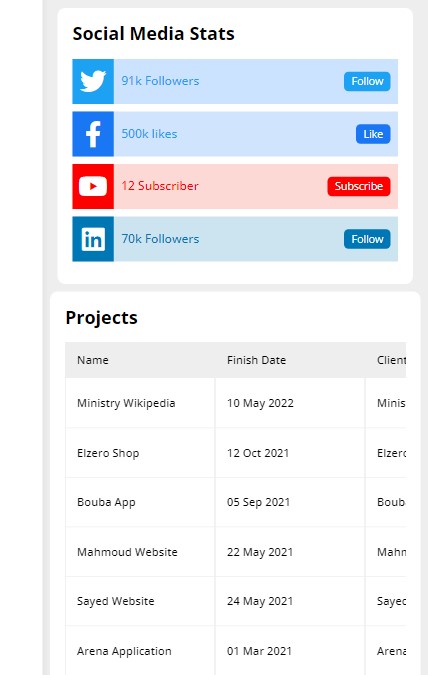 Social Media Stats
91k Followers Follow
500k likes Like
12 Subscriber Subscribe
in 70k Followers Follow
Projects
Name Finish Date Client
Ministry Wikipedia 10 May 2022 Minis
Elzero Shop 12 Oct 2021 Elzero
Bouba App 05 Sep 2021 Boub
Mahmoud Website 22 May 2021 Mahm
Sayed Website 24 May 2021 Sayed
Arena Application 01 Mar 2021 Arena